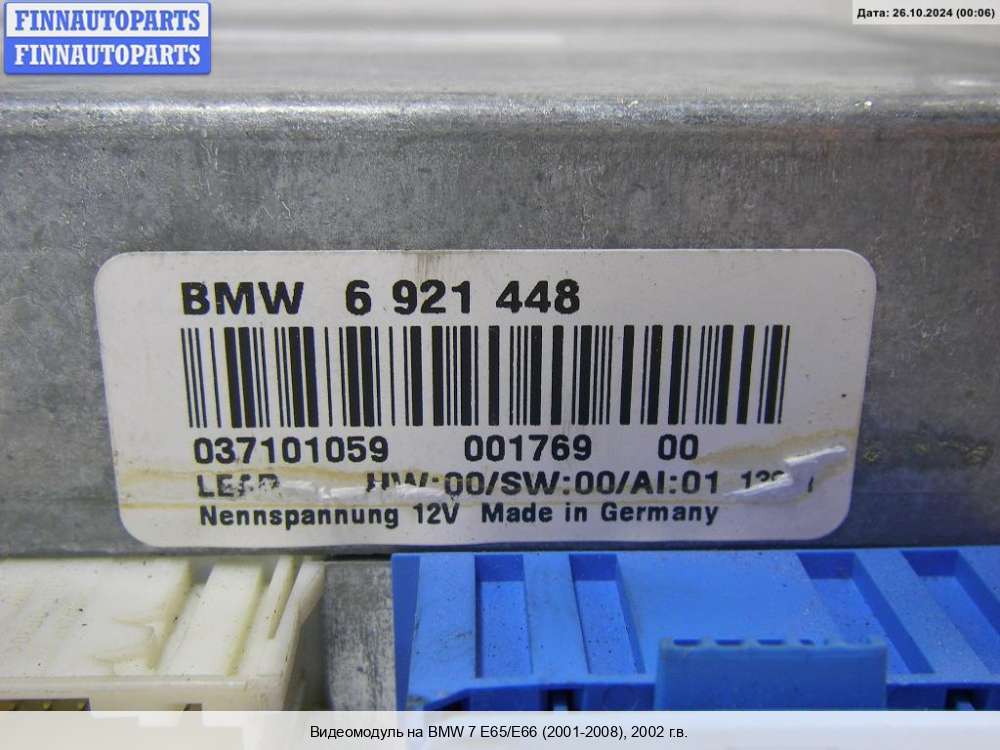 FINNAUTOPARTS
FINNAUTOPARTS
Дата: 26.10.2024 (00:06)
BMW 6 921 448
037101059 001769 00
HW:00/SW:00/AI:01
Nennspannung 12V Made in Germany
Видеомодуль на BMW 7 E65/E66 (2001-2008), 2002 г.в.